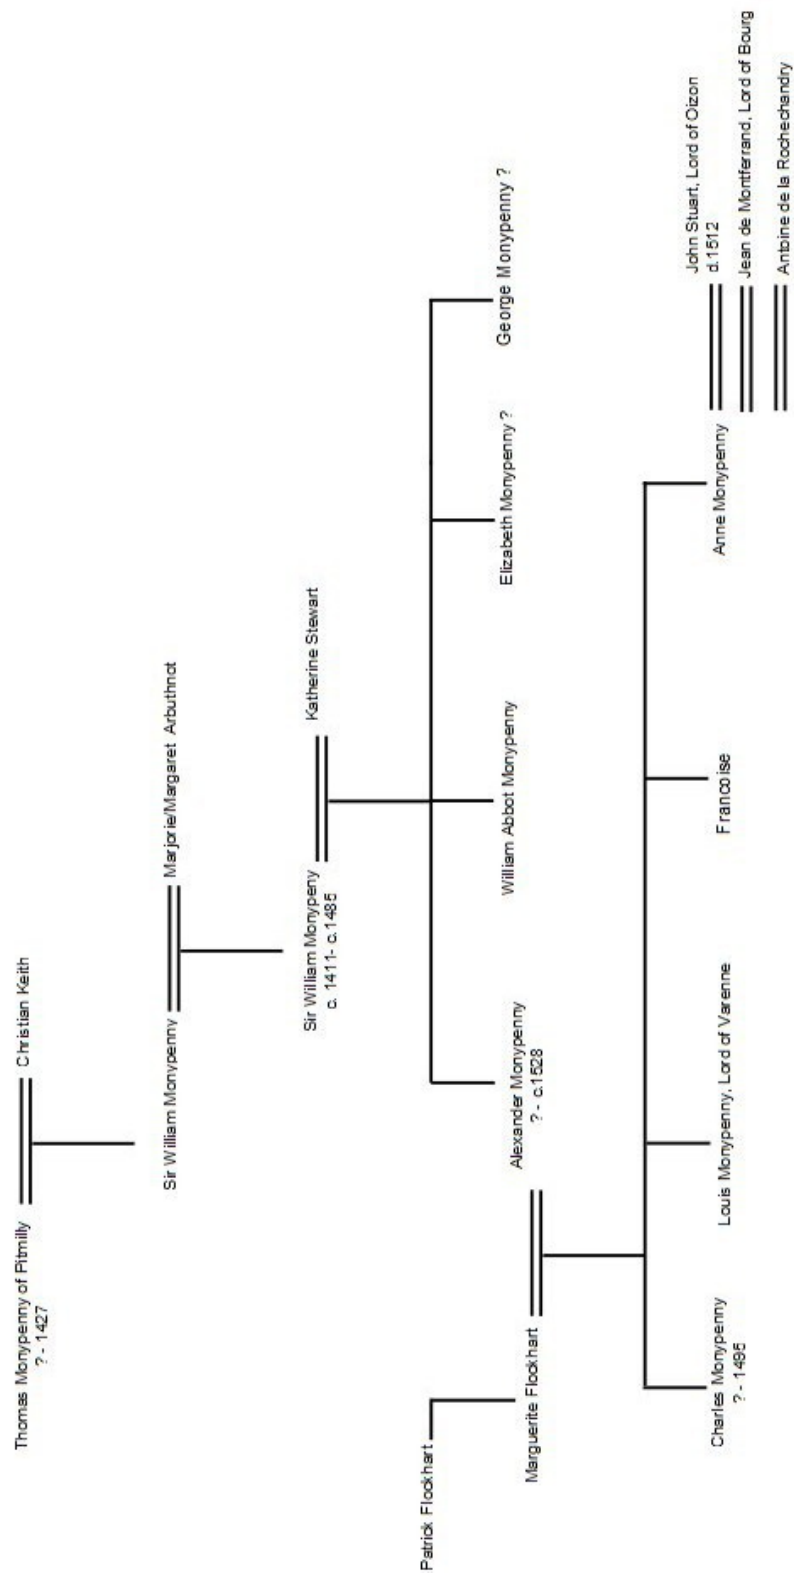 Thomas Monypenny of Pitmilly
? - 1427
Christian Keith
Sir William Monypenny
Marjorie/Margaret Arbuthnot
Sir William Monypeny
c. 1411- c.1485
Katherine Stewart
Patrick Flockhart
Marguerite Flockhart
Alexander Monypenny
? - c.1528
William Abbot Monypenny
Elizabeth Monypenny ?
George Monypenny ?
Charles Monypenny
? - 1495
Louis Monypenny, Lord of Varenne
Francoise
Anne Monypenny
John Stuart, Lord of Oizon
d.1512
Jean de Montferrand, Lord of Bourg
Antoine de la Rochechandry